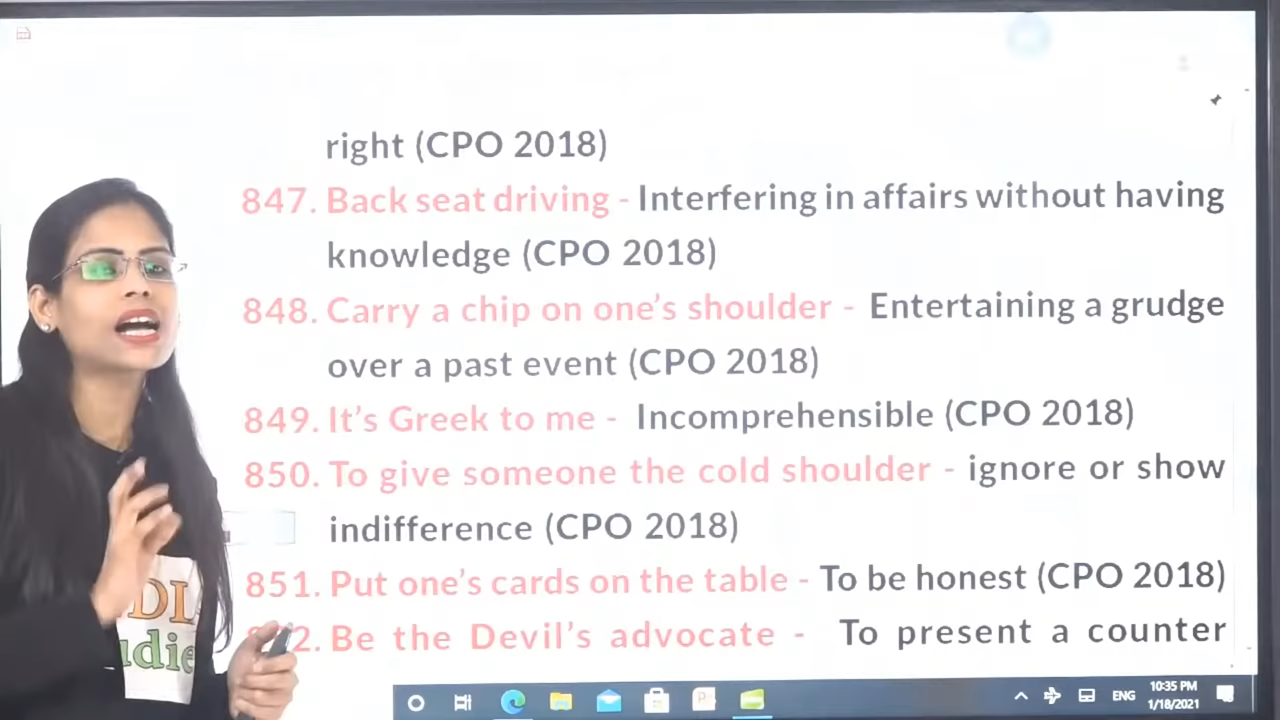 right (CPO 2018)
847. Back seat driving - Interfering in affairs without having
knowledge (CPO 2018)
848. Carry a chip on one's shoulder - Entertaining a grudge
over a past event (CPO 2018)
849. It's Greek to me - Incomprehensible (CPO 2018)
850. To give someone the cold shoulder - ignore or show
indifference (CPO 2018)
851. Put one's cards on the table - To be honest (CPO 2018)
2. Be the Devil's advocate - To present a counter
ENG
10:35 PM
1/18/2021